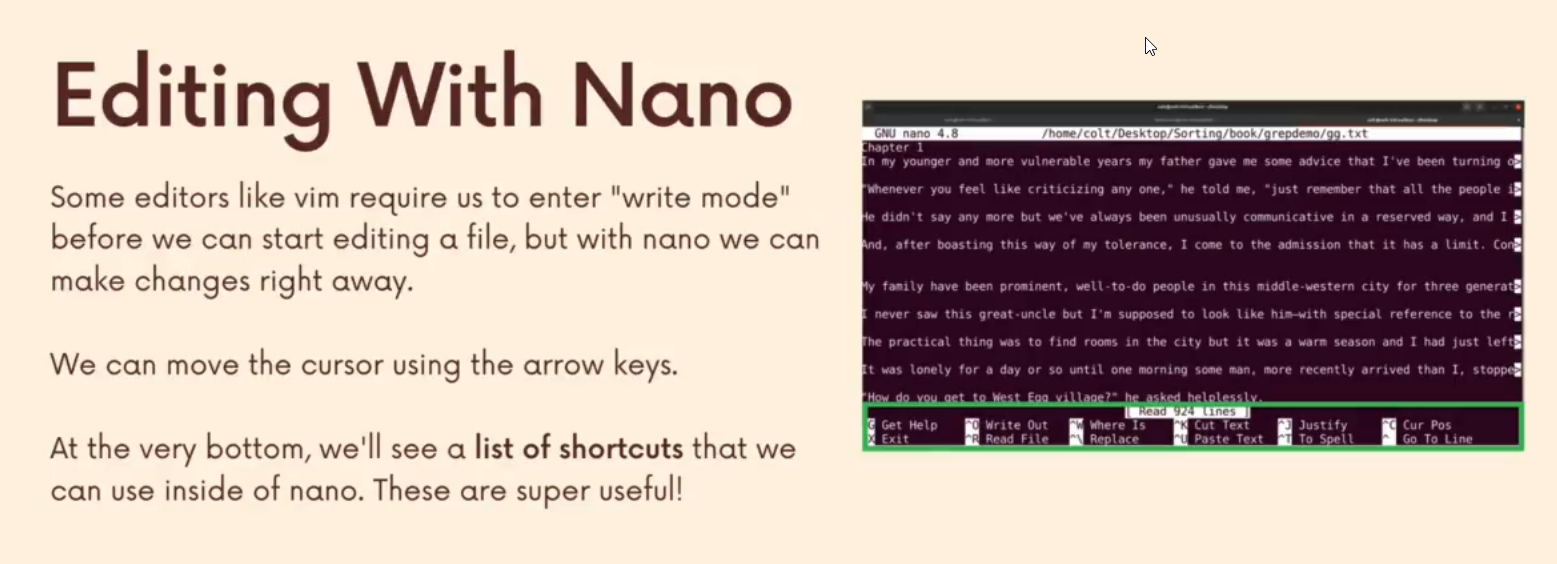 Editing With Nano
Some editors like vim require us to enter "write mode"
before we can start editing a file, but with nano we can
make changes right away.
We can move the cursor using the arrow keys.
At the very bottom, we'll see a list of shortcuts that we
can use inside of nano. These are super useful!
GNU nano 4.8 /home/colt/Desktop/Sorting/book/grepdemo/gg.txt
Chapter 1
In my younger and more vulnerable years my father gave me some advice that I've been turning o>
"Whenever you feel like criticizing any one," he told me, "just remember that all the people i>
He didn't say any more but we've always been unusually communicative in a reserved way, and I >
And, after boasting this way of my tolerance, I come to the admission that it has a limit. Con>
My family have been prominent, well-to-do people in this middle-western city for three generat>
I never saw this great-uncle but I'm supposed to look like him—with special reference to the r>
The practical thing was to find rooms in the city but it was a warm season and I had just left>
It was lonely for a day or so until one morning some man, more recently arrived than I, stoppe>
"How do you get to West Egg village?" he asked helplessly.
[ Read 924 lines ]
G Get Help ^O Write Out ^W Where Is ^K Cut Text ^J Justify ^C Cur Pos
X Exit ^R Read File ^\ Replace ^U Paste Text ^T To Spell ^_ Go To Line